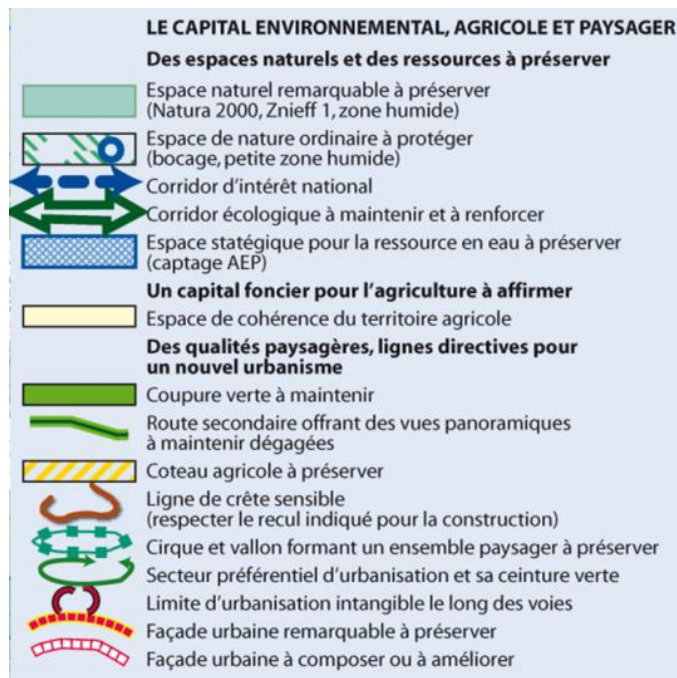 LE CAPITAL ENVIRONNEMENTAL, AGRICOLE ET PAYSAGER
Des espaces naturels et des ressources à préserver
Espace naturel remarquable à préserver
(Natura 2000, Znieff 1, zone humide)
Espace de nature ordinaire à protéger
(bocage, petite zone humide)
Corridor d'intérêt national
Corridor écologique à maintenir et à renforcer
Espace statégique pour la ressource en eau à préserver
(captage AEP)
Un capital foncier pour l'agriculture à affirmer
Espace de cohérence du territoire agricole
Des qualités paysagères, lignes directives pour
un nouvel urbanisme
Coupure verte à maintenir
Route secondaire offrant des vues panoramiques
à maintenir dégagées
Coteau agricole à préserver
Ligne de crête sensible
(respecter le recul indiqué pour la construction)
Cirque et vallon formant un ensemble paysager à préserver
Secteur préférentiel d'urbanisation et sa ceinture verte
Limite d'urbanisation intangible le long des voies
Façade urbaine remarquable à préserver
Façade urbaine à composer ou à améliorer